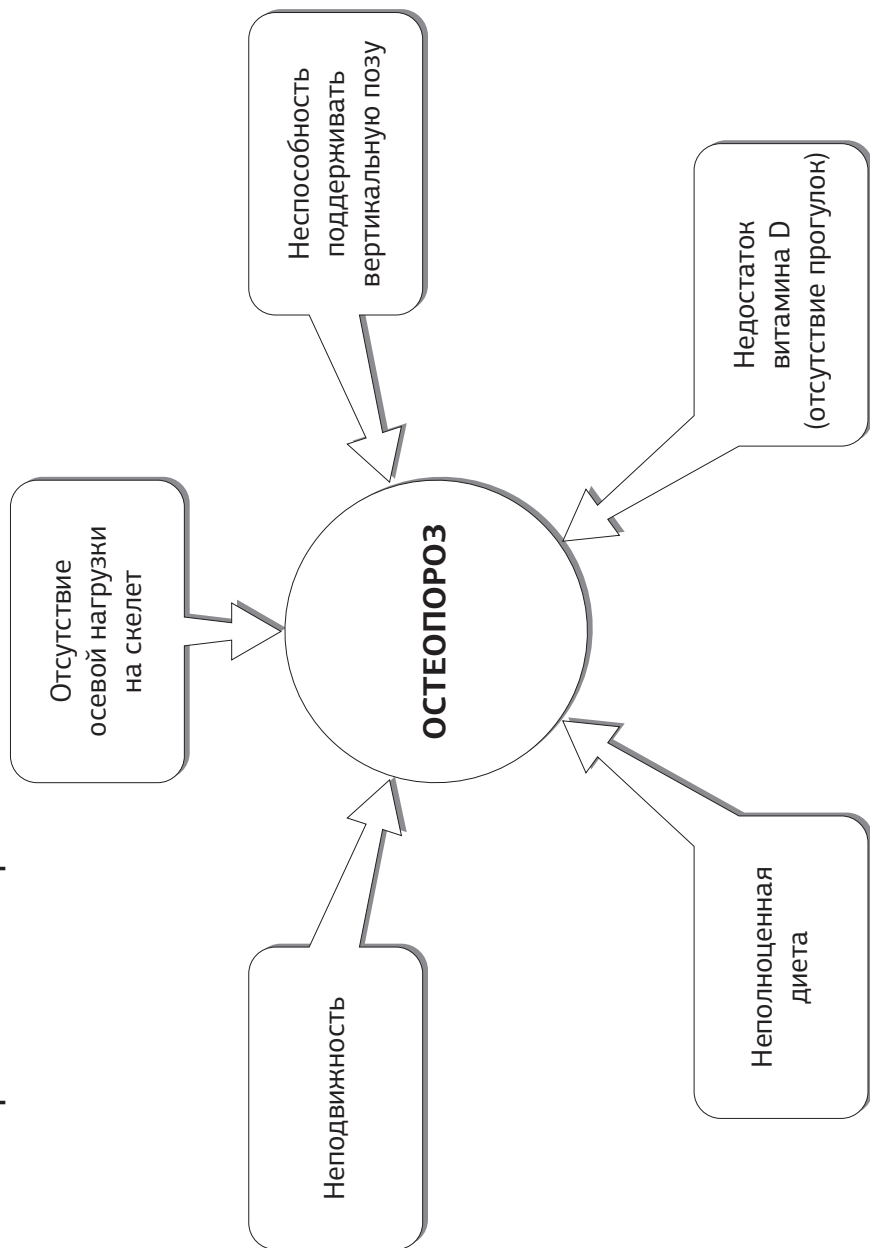 Отсутствие
осевой нагрузки
на скелет
Неподвижность
Неспособность
поддерживать
вертикальную позу
ОСТЕОПОРОЗ
Неполноценная
диета
Недостаток
витамина D
(отсутствие прогулок)